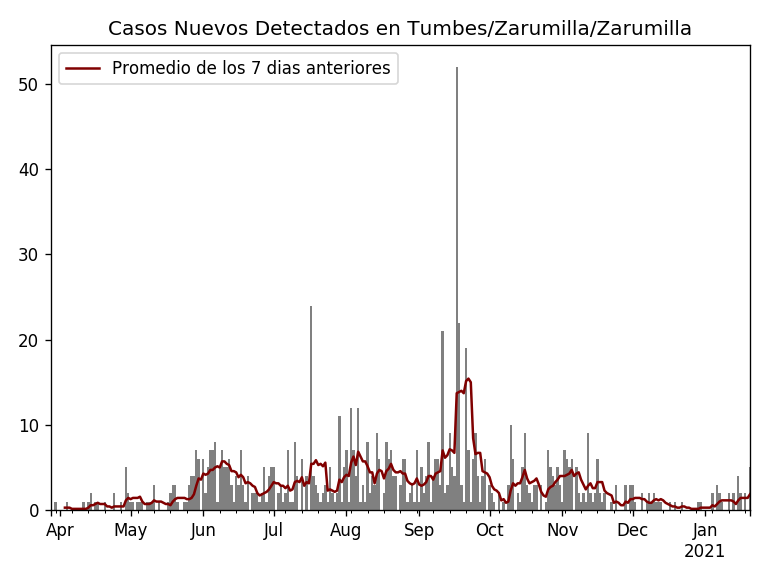 Casos Nuevos Detectados en Tumbes/Zarumilla/Zarumilla
Promedio de los 7 dias anteriores
50
40
30
20
10
0
Apr May Jun Jul Aug Sep Oct Nov Dec Jan
2021